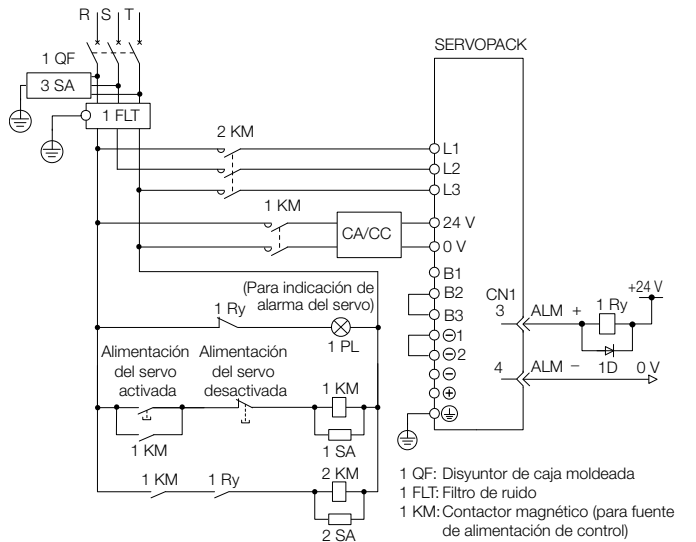 R S T
SERVOPACK
1 QF
3 SA
1 FLT
2 KM
L1
L2
L3
1 KM
CA/CC
24 V
0 V
B1
(Para indicación de
alarma del servo)
B2
CN1
+24 V
1 Ry
B3
3
ALM +
1 Ry
1 PL
⊖1
⊖2
Alimentación
del servo
activada
Alimentación
del servo
desactivada
⊖
4
ALM −
1D
0 V
1 KM
⊕
1 KM
1 SA
1 KM
1 Ry
2 KM
2 SA
1 QF: Disyuntor de caja moldeada
1 FLT: Filtro de ruido
1 KM: Contactor magnético (para fuente
de alimentación de control)